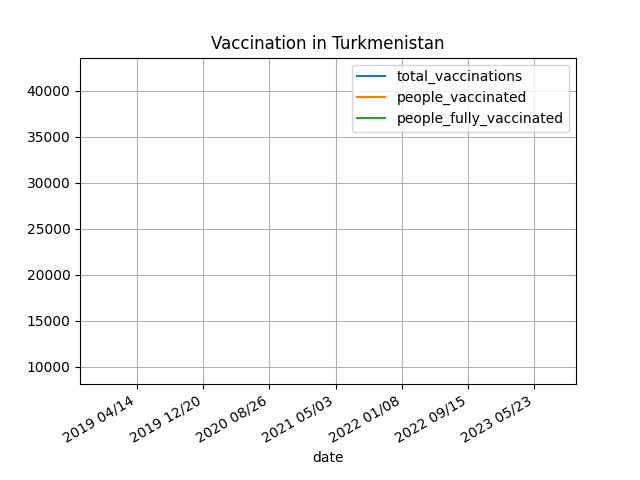 Vaccination in Turkmenistan
total_vaccinations
people_vaccinated
people_fully_vaccinated
40000
35000
30000
25000
20000
15000
10000
2019 04/14
2019 12/20
2020 08/26
2021 05/03
2022 01/08
2022 09/15
2023 05/23
date